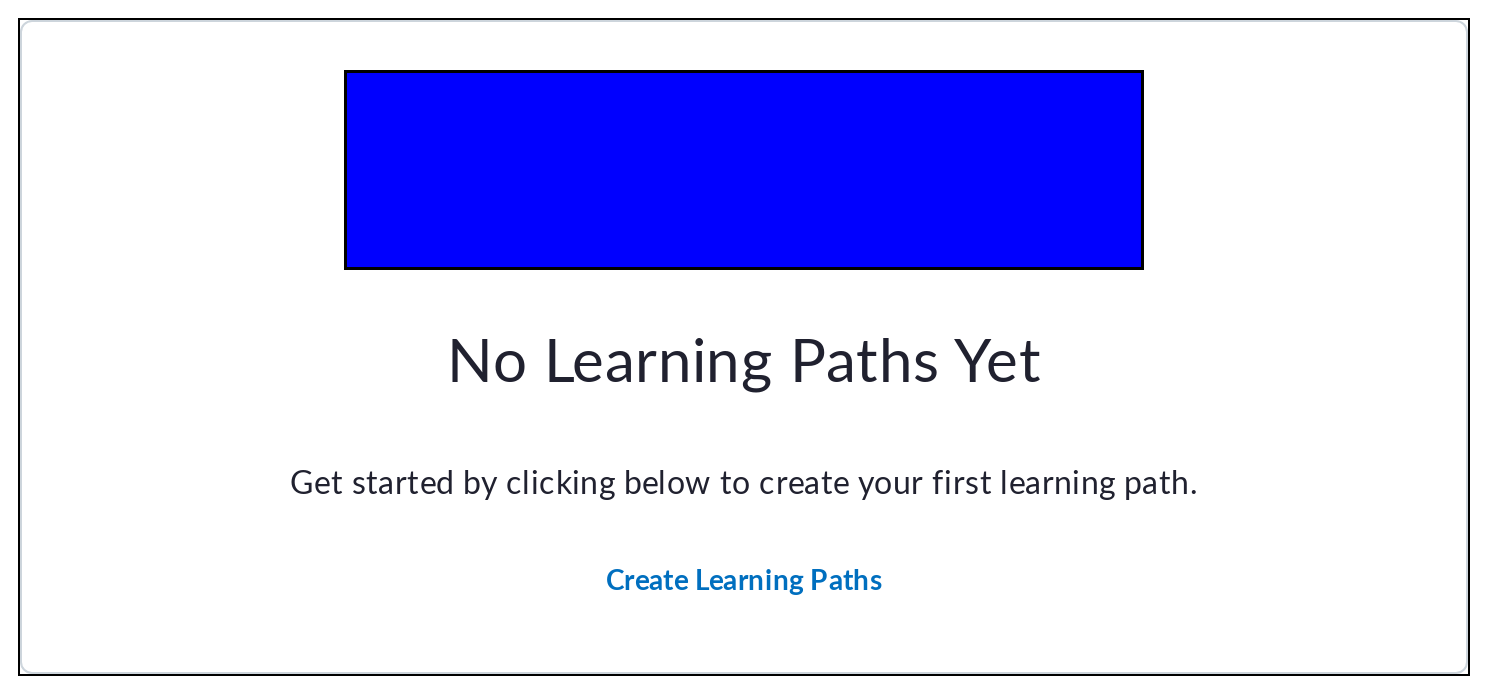 No Learning Paths Yet
Get started by clicking below to create your first learning path.
Create Learning Paths